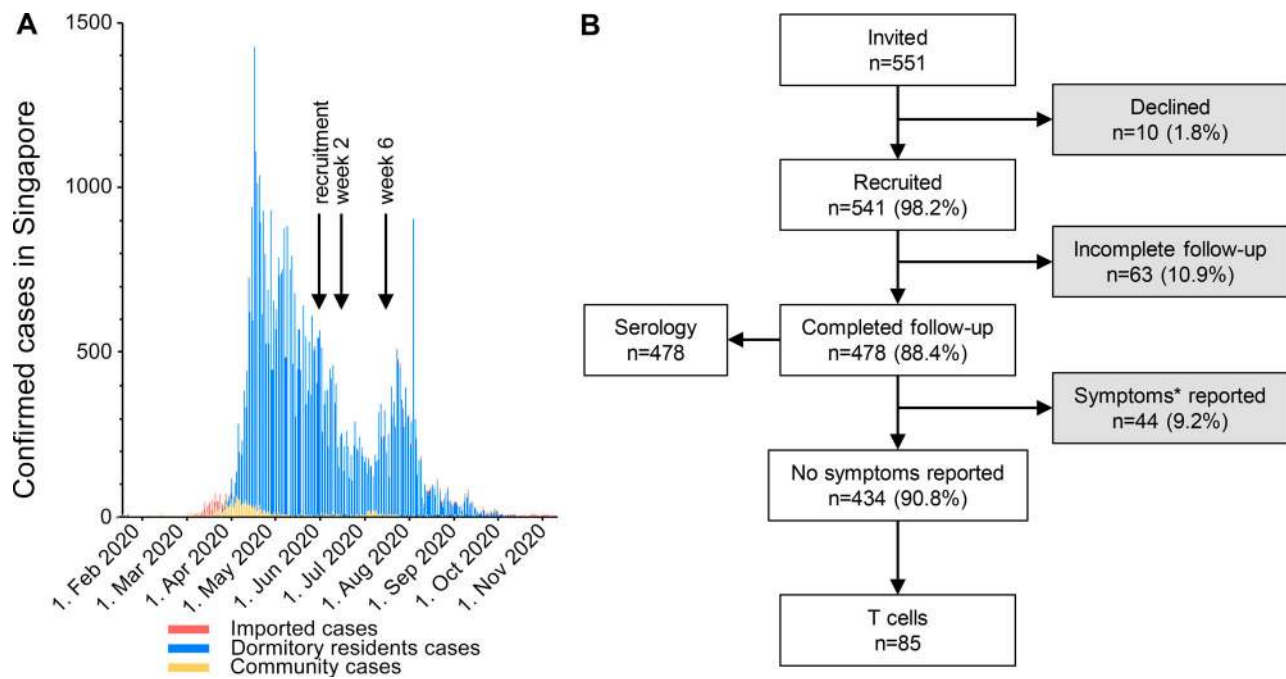 A
Confirmed cases in Singapore
1500
1000
500
0
recruitment
week 2
week 6
1. Feb 2020
1. Mar 2020
1. Apr 2020
1. May 2020
1. Jun 2020
1. Jul 2020
1. Aug 2020
1. Sep 2020
1. Oct 2020
1. Nov 2020
Imported cases
Dormitory residents cases
Community cases
B
Invited
n=551
Declined
n=10 (1.8%)
Recruited
n=541 (98.2%)
Incomplete follow-up
n=63 (10.9%)
Serology
n=478
Completed follow-up
n=478 (88.4%)
Symptoms* reported
n=44 (9.2%)
No symptoms reported
n=434 (90.8%)
T cells
n=85